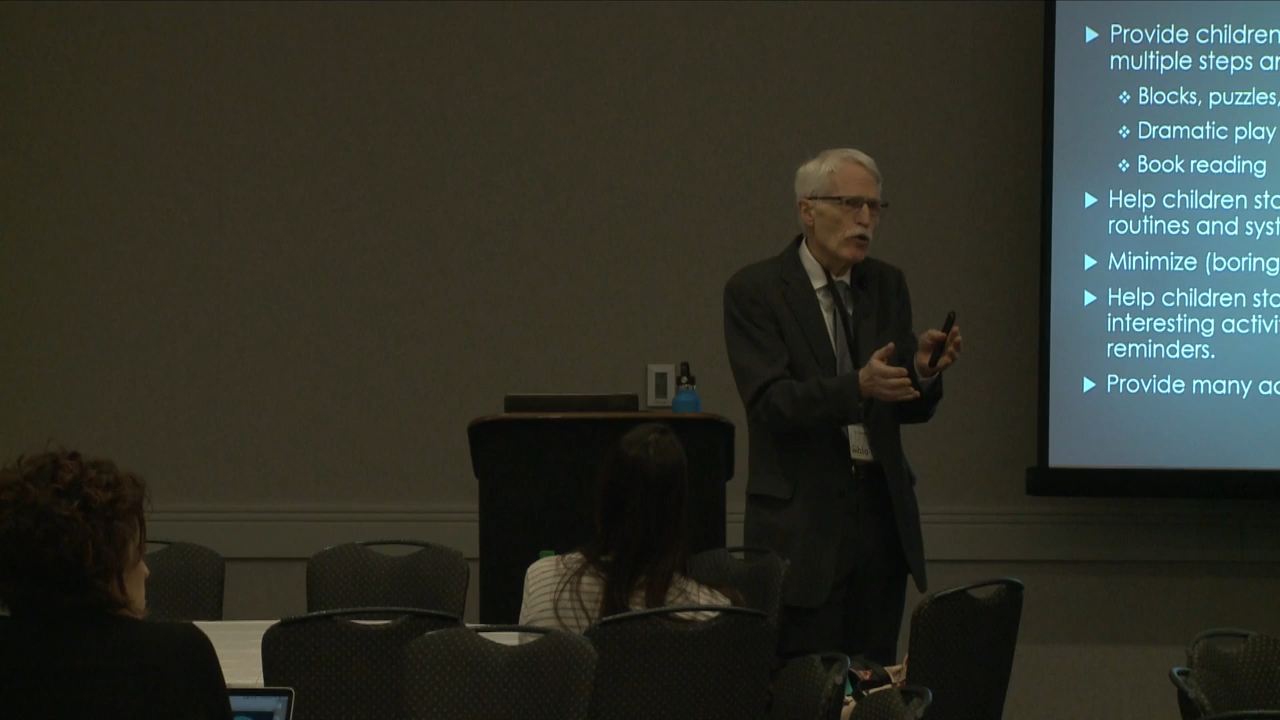 Provide children
multiple steps ar
Blocks, puzzles,
Dramatic play
Book reading
Help children sta
routines and syst
Minimize (boring
Help children sta
interesting activi
reminders.
Provide many ad